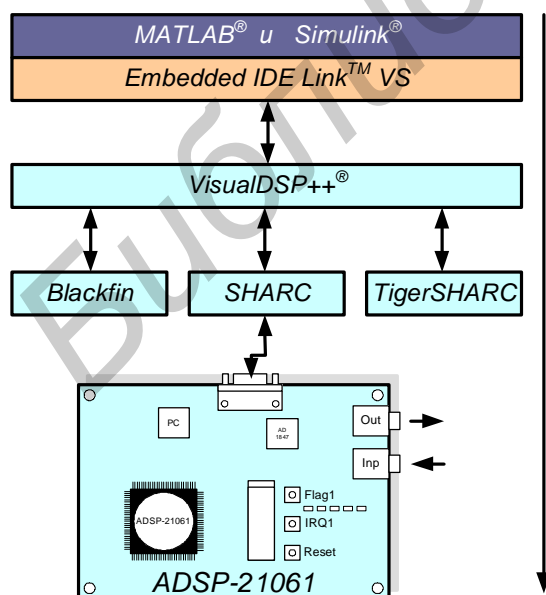 MATLAB® и Simulink®
Embedded IDE Link™ VS
VisualDSP++®
Blackfin
SHARC
TigerSHARC
PC
AD
1847
Out
Inp
Flag1
IRQ1
Reset
ADSP-21061
ADSP-21061